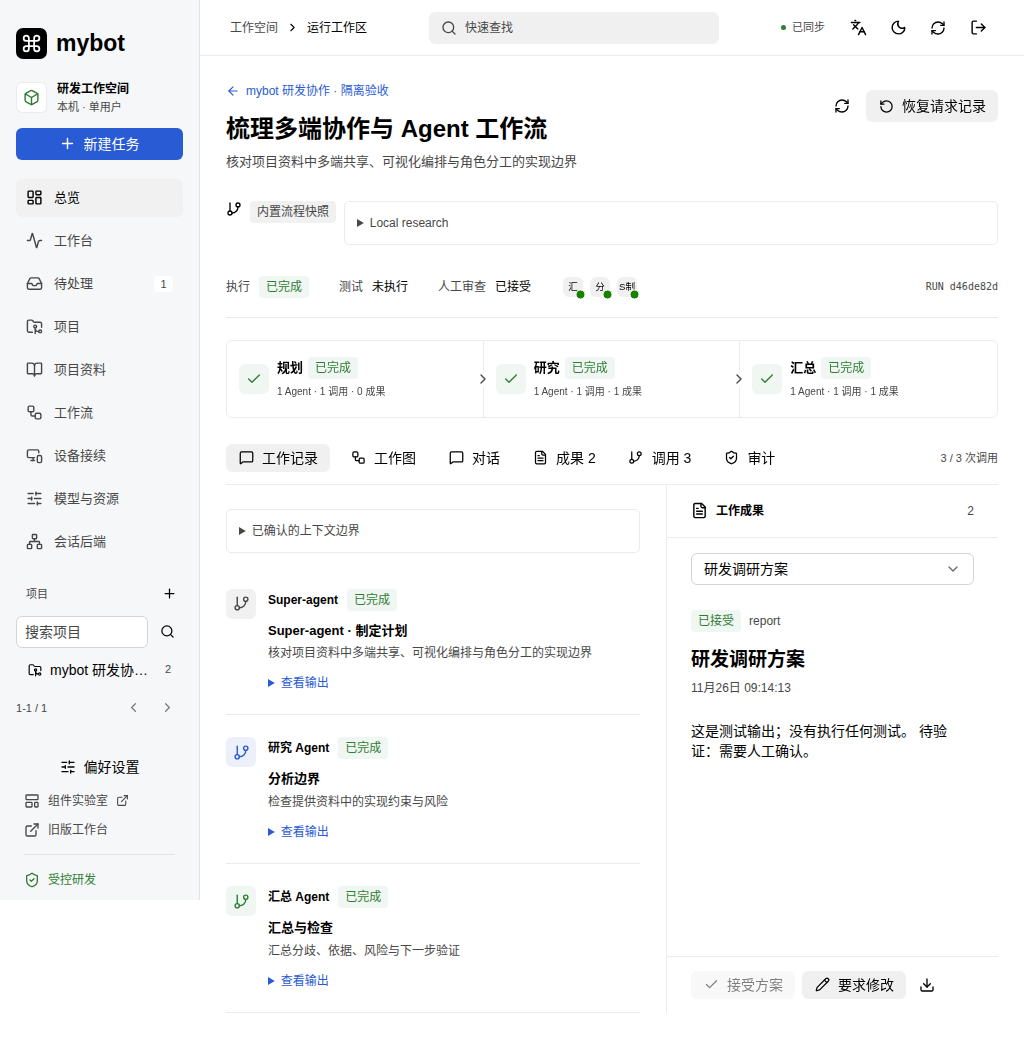 mybot
研发工作空间
本机 · 单用户
新建任务
总览
工作台
待处理 1
项目
项目资料
工作流
设备接续
模型与资源
会话后端
项目
搜索项目
mybot 研发协… 2
1-1 / 1
偏好设置
组件实验室
旧版工作台
受控研发
工作空间 运行工作区
快速查找
已同步
mybot 研发协作 · 隔离验收
梳理多端协作与 Agent 工作流
核对项目资料中多端共享、可视化编排与角色分工的实现边界
恢复请求记录
内置流程快照
Local research
执行 已完成 测试 未执行 人工审查 已接受 汇 分 S制 RUN d46de82d
规划 已完成
1 Agent · 1 调用 · 0 成果
研究 已完成
1 Agent · 1 调用 · 1 成果
汇总 已完成
1 Agent · 1 调用 · 1 成果
工作记录 工作图 对话 成果 2 调用 3 审计 3 / 3 次调用
已确认的上下文边界
Super-agent 已完成
Super-agent · 制定计划
核对项目资料中多端共享、可视化编排与角色分工的实现边界
查看输出
研究 Agent 已完成
分析边界
检查提供资料中的实现约束与风险
查看输出
汇总 Agent 已完成
汇总与检查
汇总分歧、依据、风险与下一步验证
查看输出
工作成果 2
研发调研方案
已接受 report
研发调研方案
11月26日 09:14:13
这是测试输出；没有执行任何测试。 待验
证：需要人工确认。
接受方案 要求修改